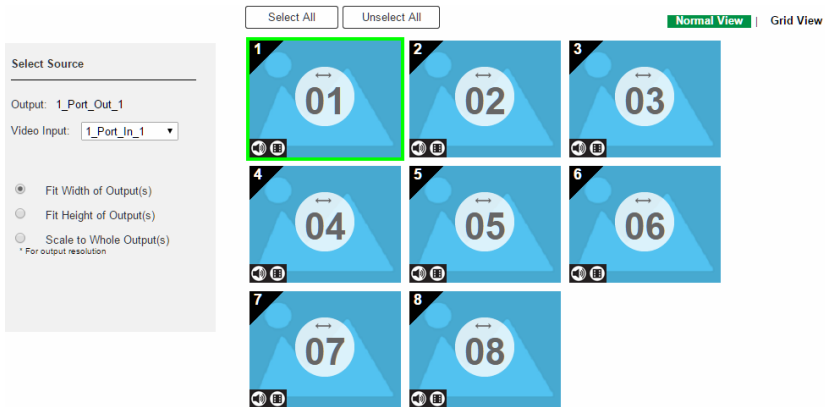 Select All
Unselect All
Normal View | Grid View
Select Source
Output: 1_Port_Out_1
Video Input: 1_Port_In_1
Fit Width of Output(s)
Fit Height of Output(s)
Scale to Whole Output(s)
* For output resolution
1
01
2
02
3
03
4
04
5
05
6
06
7
07
8
08